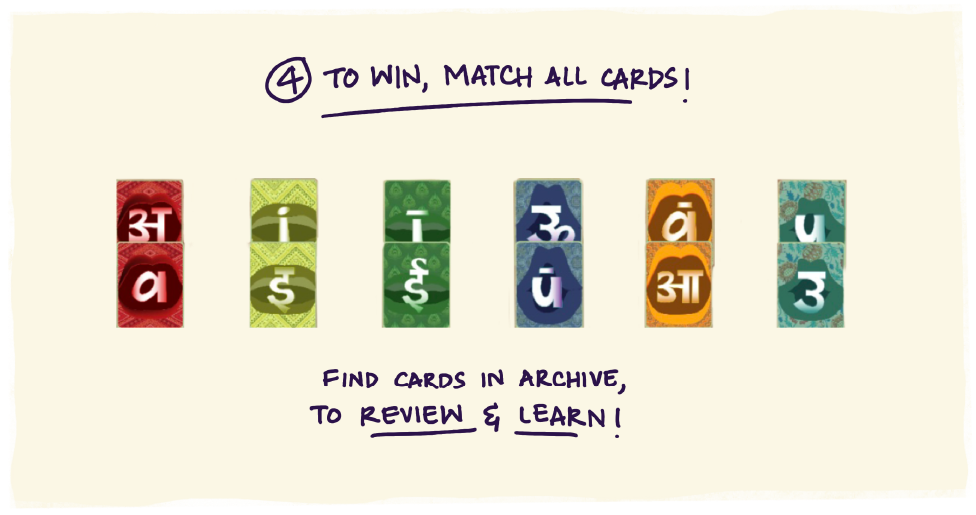 ④ TO WIN, MATCH ALL CARDS!
अ i ī ऊ ā u
a इ ई ū आ उ
FIND CARDS IN ARCHIVE,
TO REVIEW & LEARN!